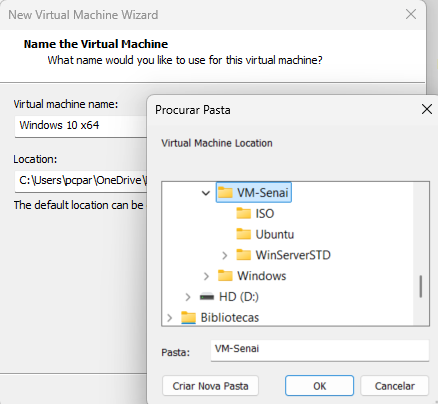 New Virtual Machine Wizard
Name the Virtual Machine
What name would you like to use for this virtual machine?
Virtual machine name:
Windows 10 x64
Location:
C:\Users\pcpar\OneDrive\
The default location can be
Procurar Pasta
Virtual Machine Location
VM-Senai
ISO
Ubuntu
WinServerSTD
Windows
HD (D:)
Bibliotecas
Pasta:
VM-Senai
Criar Nova Pasta
OK
Cancelar